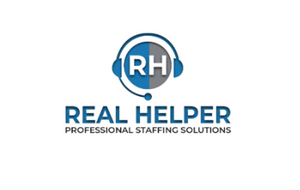 RH
REAL HELPER
PROFESSIONAL STAFFING SOLUTIONS